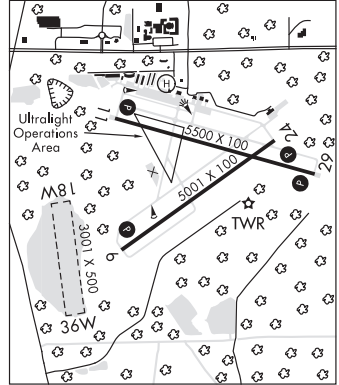 H
Ultralight
Operations
Area
11
P
5500 X 100
24
P
29
P
5001 X 100
X
P
6
TWR
18W
3001 X 500
36W